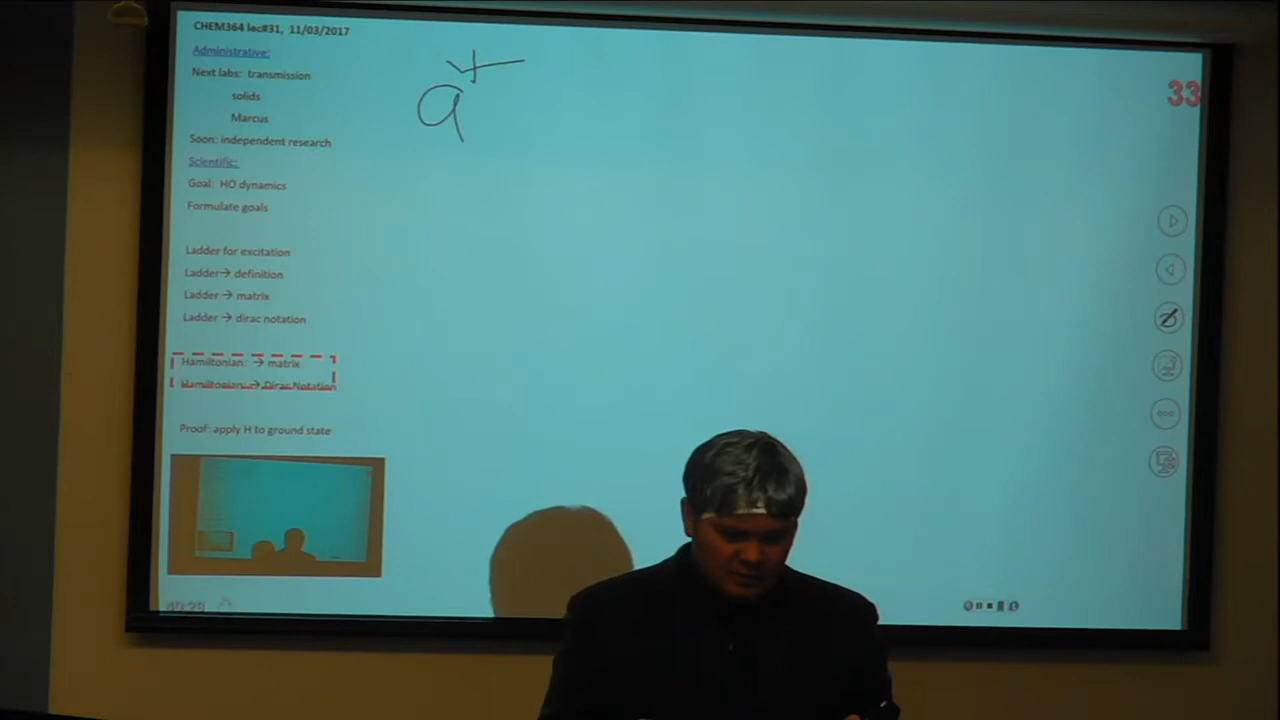 CHEM364 lec#31, 11/03/2017
Administrative:
Next labs: transmission
solids
Marcus
Soon: independent research
Scientific:
Goal: HO dynamics
Formulate goals
Ladder for excitation
Ladder→ definition
Ladder → matrix
Ladder → dirac notation
Hamiltonian: → matrix
Hamiltonian: → Dirac Notation
Proof: apply H to ground state
a+
33